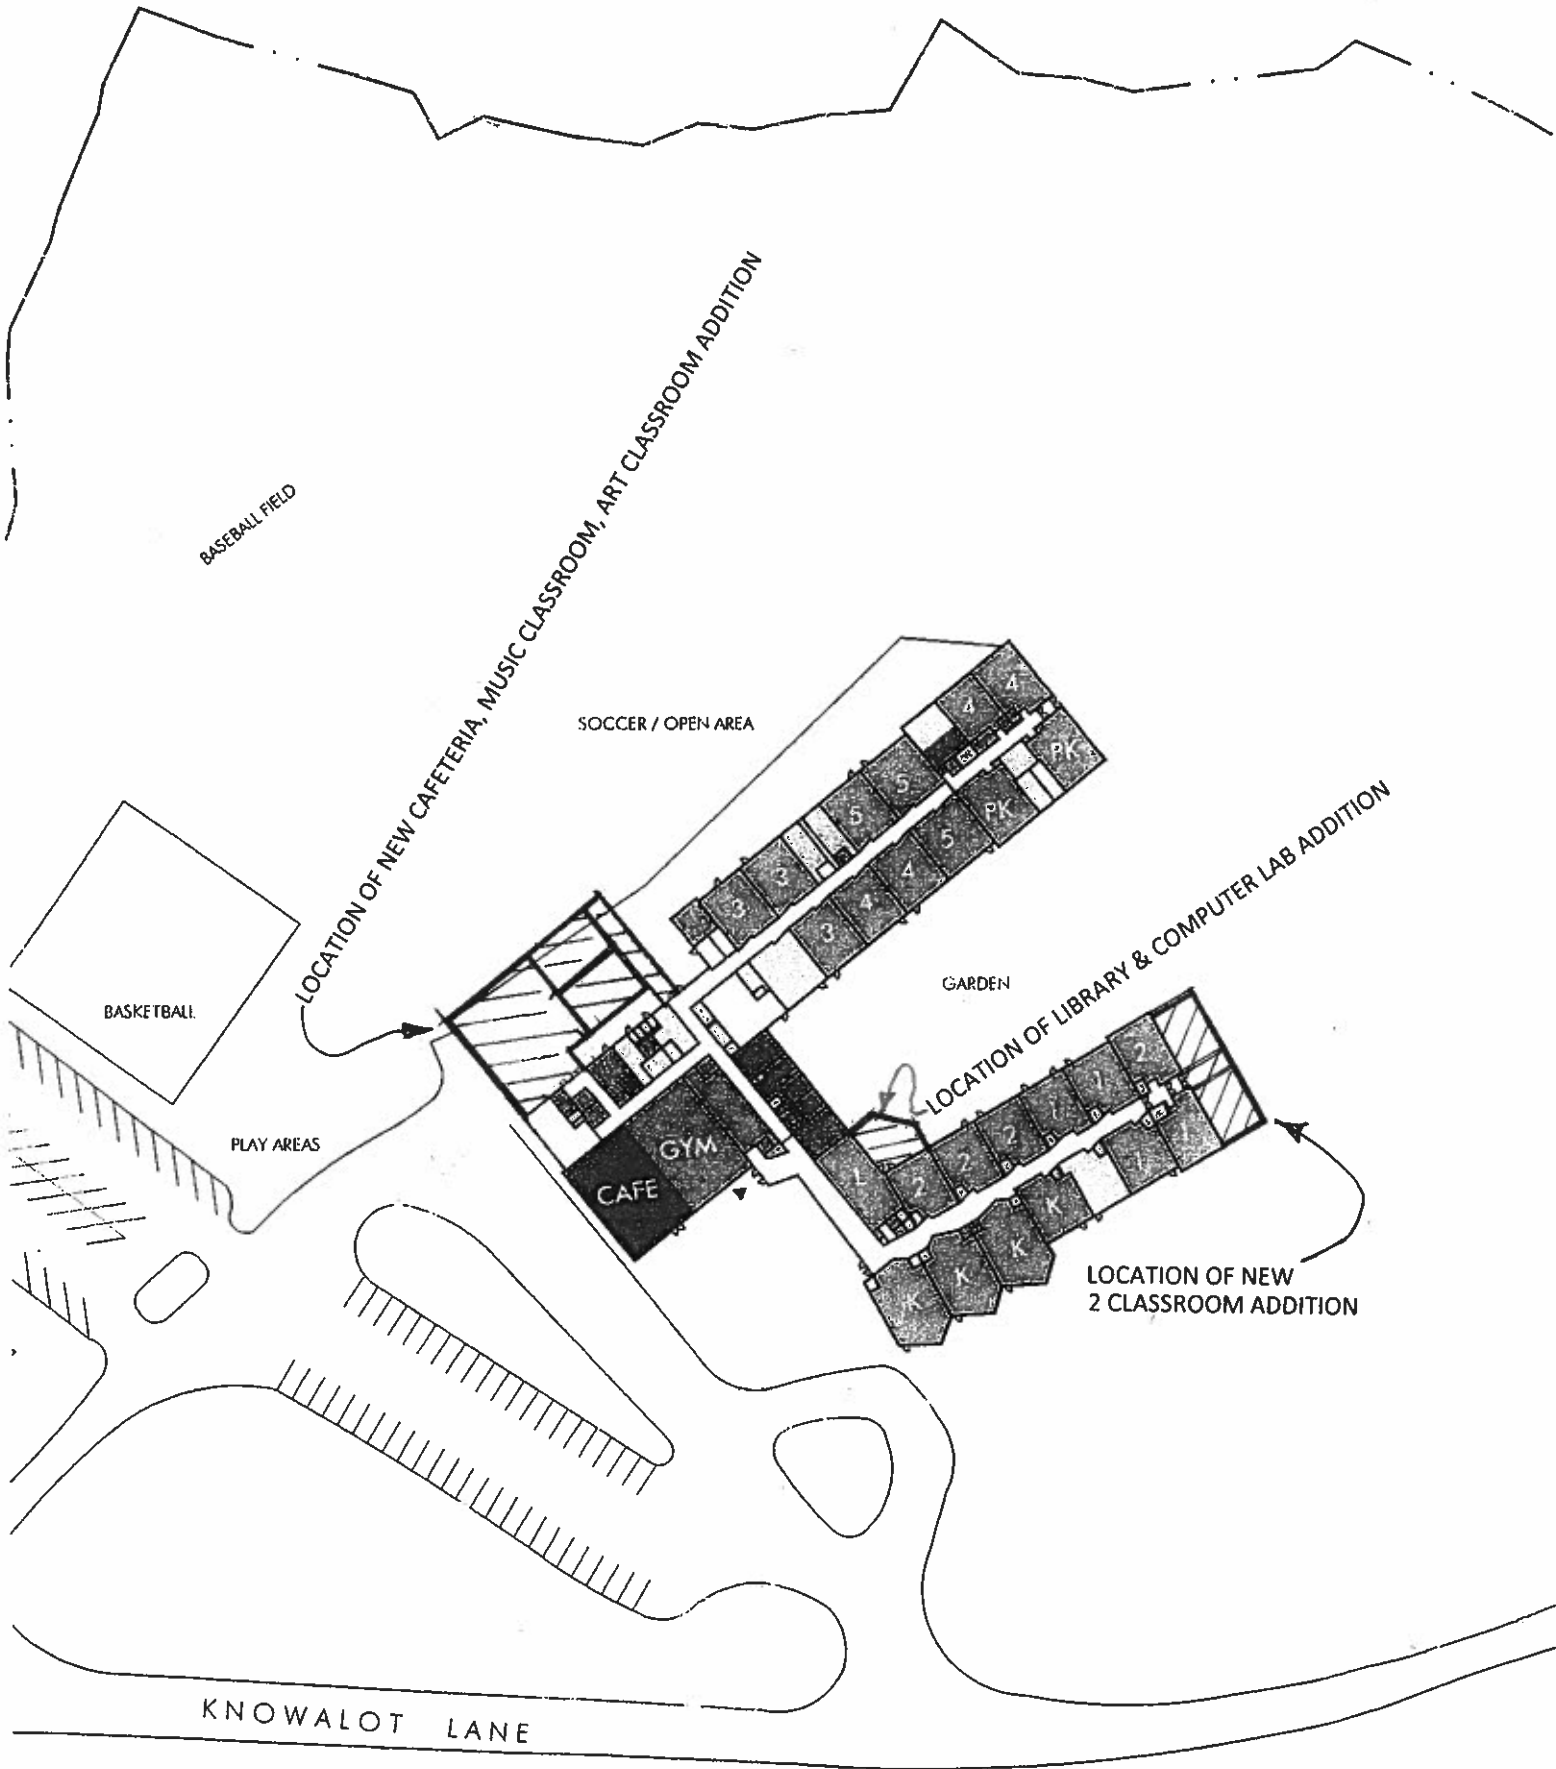 LOCATION OF NEW CAFETERIA, MUSIC CLASSROOM, ART CLASSROOM ADDITION
BASEBALL FIELD
SOCCER / OPEN AREA
4
4
PK
5
5
PK
5
4
4
3
3
3
BASKETBALL
GARDEN
LOCATION OF LIBRARY & COMPUTER LAB ADDITION
PLAY AREAS
GYM
CAFE
L
2
2
2
1
1
2
1
1
K
K
K
K
LOCATION OF NEW
2 CLASSROOM ADDITION
KNOWALOT LANE